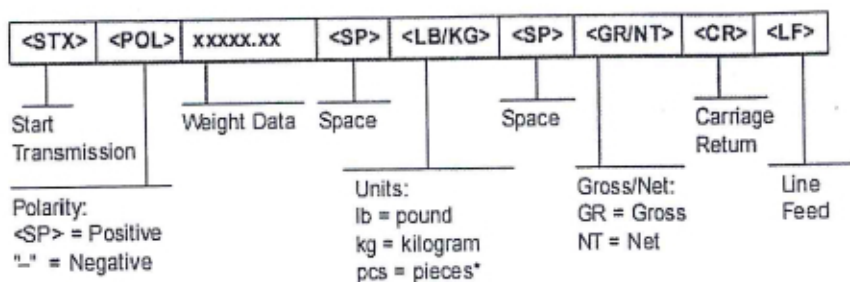 <STX> <POL> xxxxx.xx <SP> <LB/KG> <SP> <GR/NT> <CR> <LF>
Start
Transmission
Weight Data
Space
Space
Carriage
Return
Polarity:
<SP> = Positive
"–" = Negative
Units:
lb = pound
kg = kilogram
pcs = pieces*
Gross/Net:
GR = Gross
NT = Net
Line
Feed